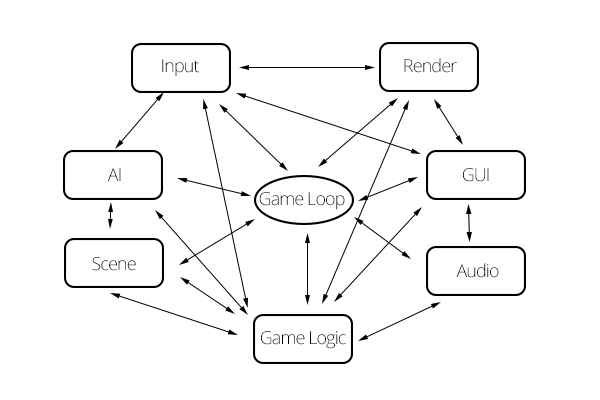 Input
Render
AI
GUI
Game Loop
Scene
Audio
Game Logic